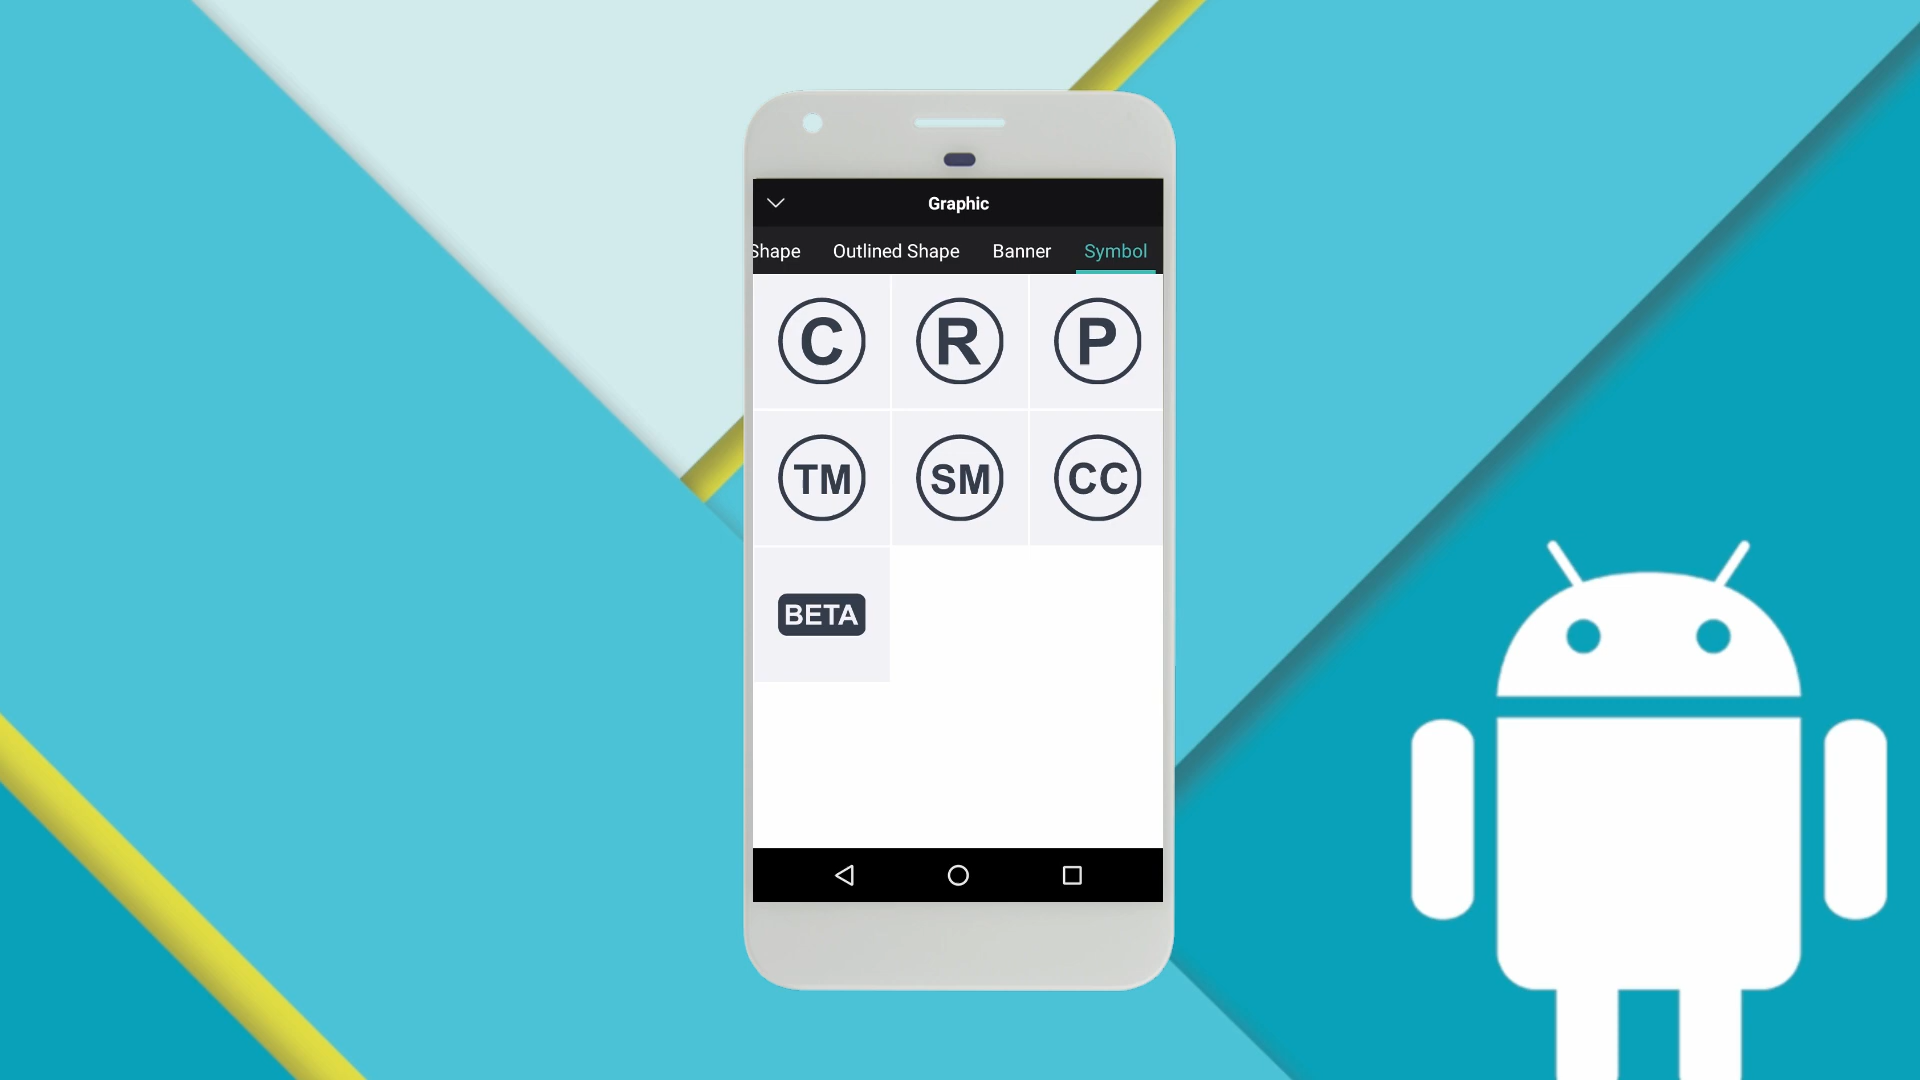 Graphic
Shape Outlined Shape Banner Symbol
C R P
TM SM CC
BETA